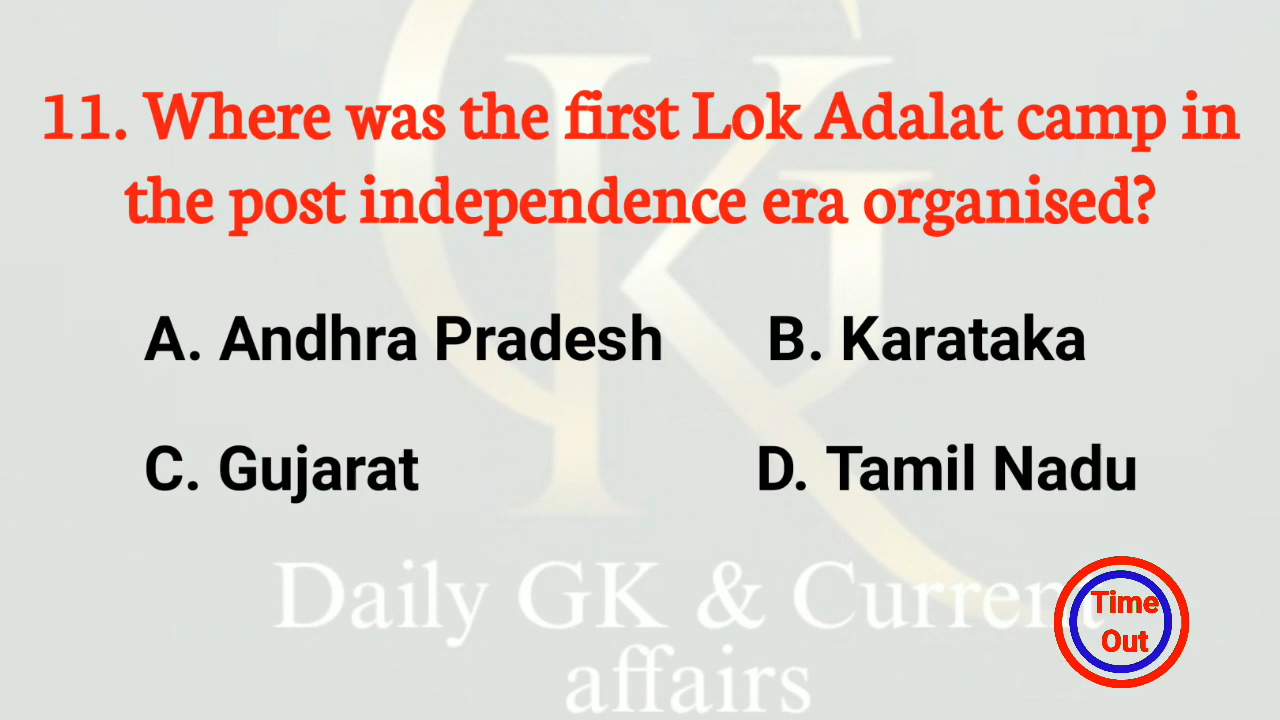 11. Where was the first Lok Adalat camp in
the post independence era organised?
A. Andhra Pradesh B. Karataka
C. Gujarat D. Tamil Nadu
Daily GK & Current
affairs
Time
Out